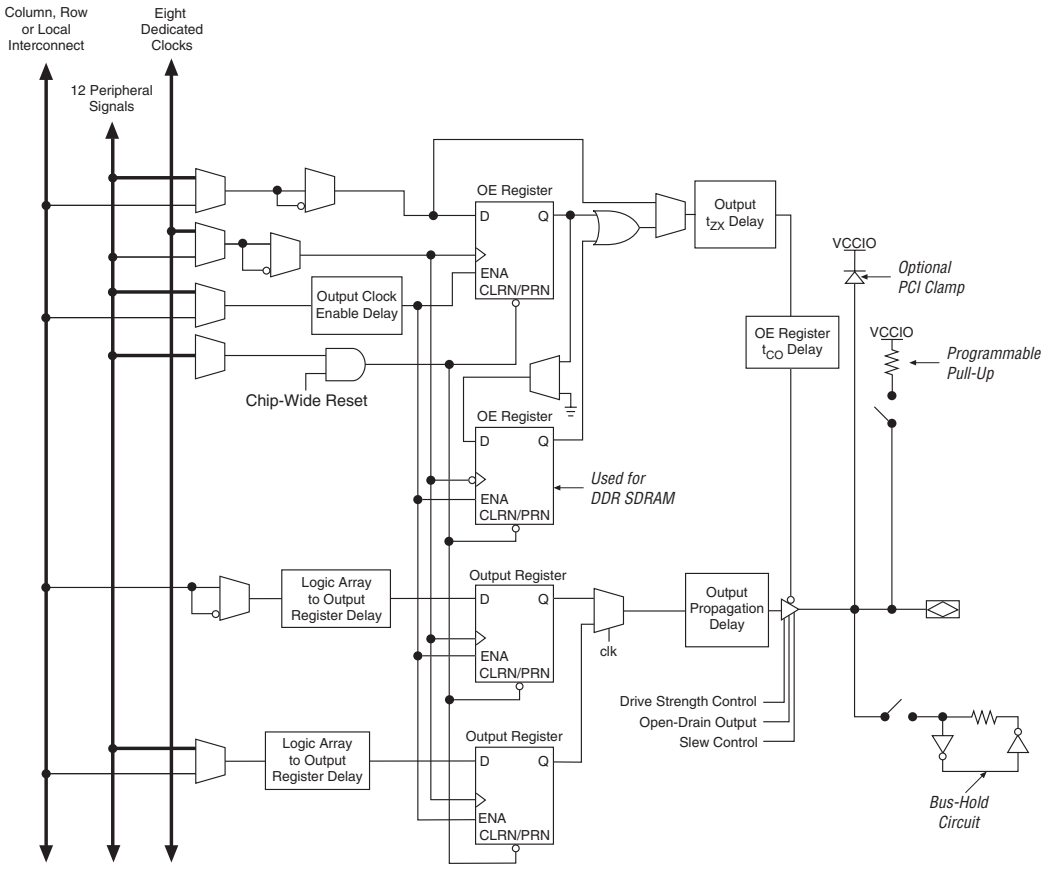 Column, Row
or Local
Interconnect
Eight
Dedicated
Clocks
12 Peripheral
Signals
OE Register
D
Q
ENA
CLRN/PRN
Output
tZX Delay
Output Clock
Enable Delay
Chip-Wide Reset
VCCIO
Optional
PCI Clamp
OE Register
tCO Delay
VCCIO
Programmable
Pull-Up
OE Register
D
Q
ENA
CLRN/PRN
Used for
DDR SDRAM
Logic Array
to Output
Register Delay
Output Register
D
Q
ENA
CLRN/PRN
clk
Output
Propagation
Delay
Drive Strength Control
Open-Drain Output
Slew Control
Logic Array
to Output
Register Delay
Output Register
D
Q
ENA
CLRN/PRN
Bus-Hold
Circuit